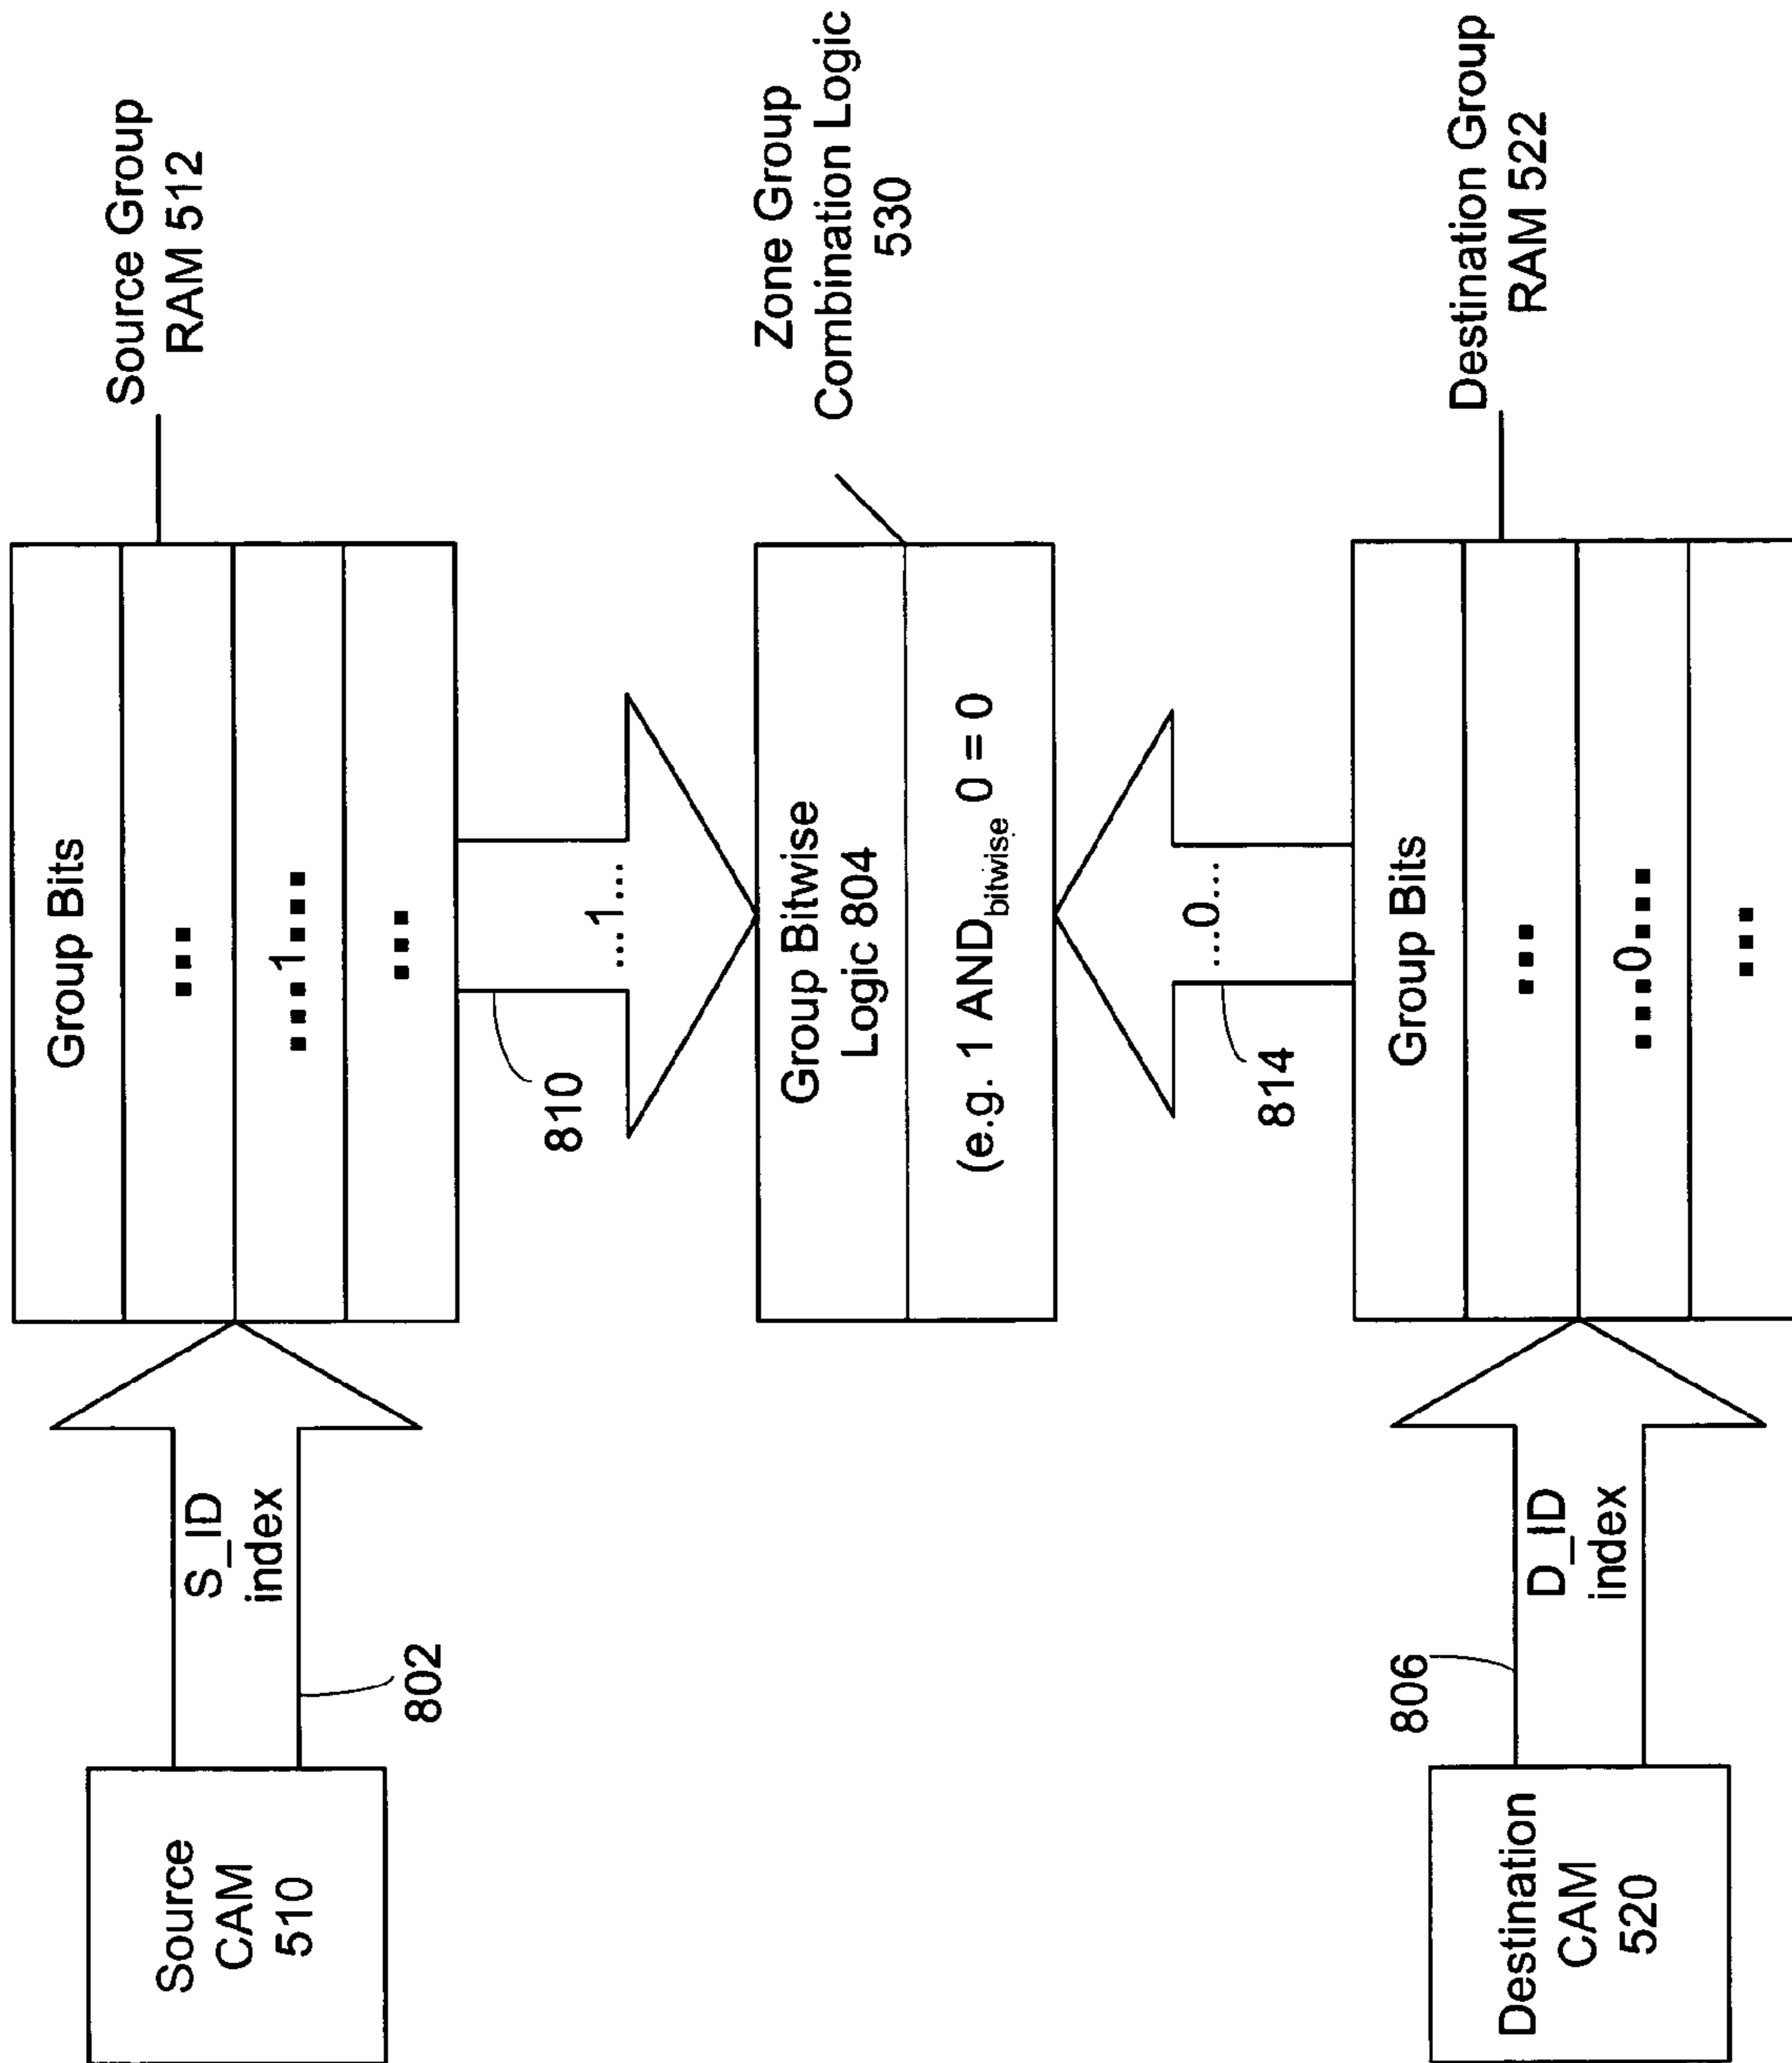 Source
CAM
510
S_ID
index
802
Group Bits
...
....1....
...
Source Group
RAM 512
810
...1...
Group Bitwise
Logic 804
(e.g. 1 AND bitwise 0 = 0
Zone Group
Combination Logic
530
814
...0...
Destination
CAM
520
D_ID
index
806
Group Bits
...
....0....
...
Destination Group
RAM 522